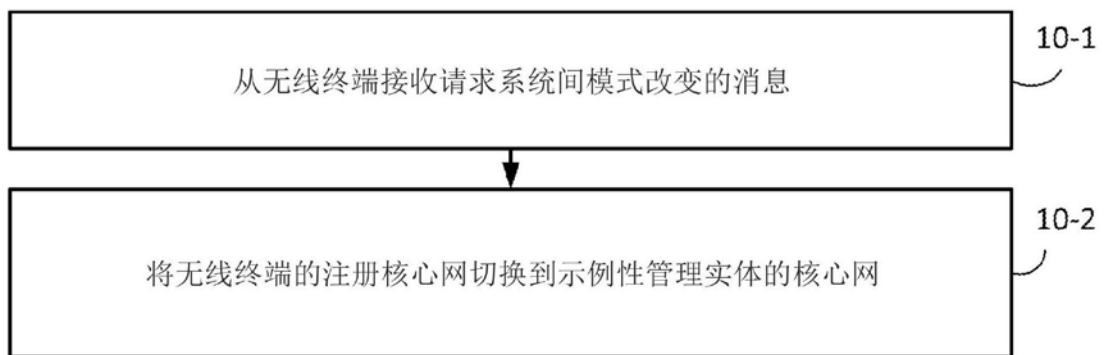 10-1
从无线终端接收请求系统间模式改变的消息
10-2
将无线终端的注册核心网切换到示例性管理实体的核心网